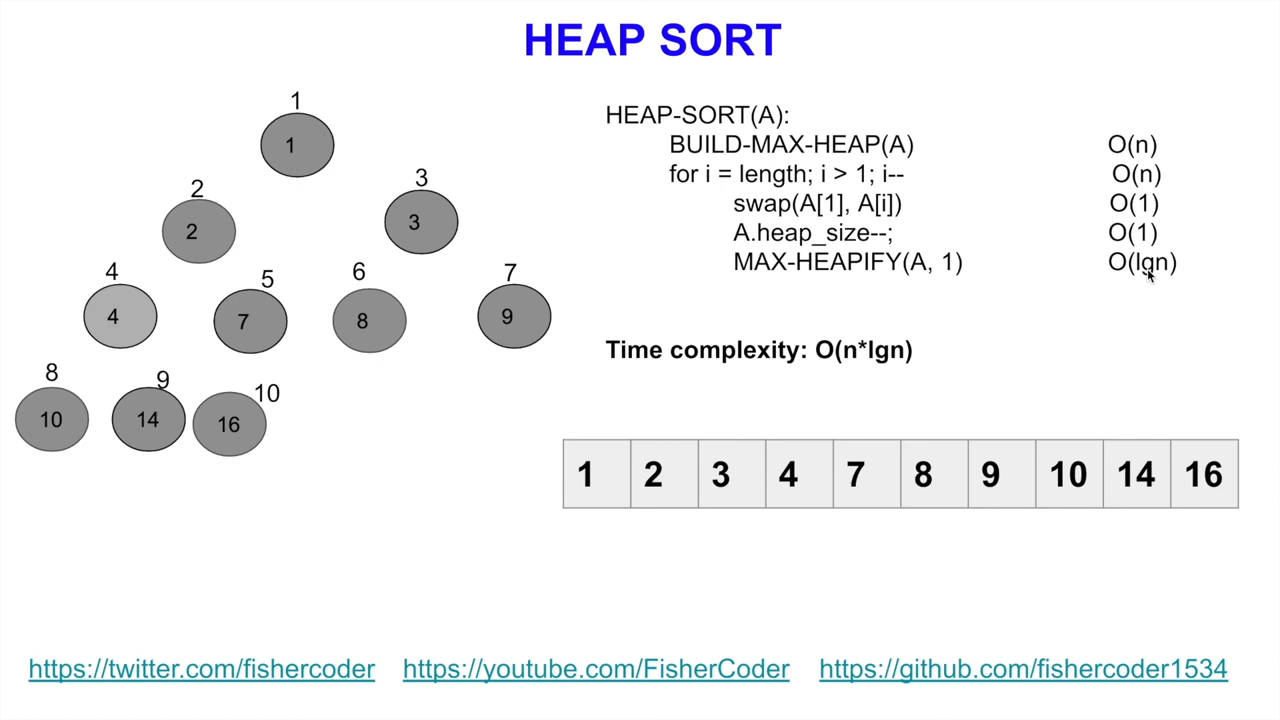 HEAP SORT
1
1
2
2
3
3
4
4
5
7
6
8
7
9
8
10
9
14
10
16
HEAP-SORT(A):
BUILD-MAX-HEAP(A) O(n)
for i = length; i > 1; i-- O(n)
swap(A[1], A[i]) O(1)
A.heap_size--; O(1)
MAX-HEAPIFY(A, 1) O(lgn)
Time complexity: O(n*lgn)
1 2 3 4 7 8 9 10 14 16
https://twitter.com/fishercoder https://youtube.com/FisherCoder https://github.com/fishercoder1534